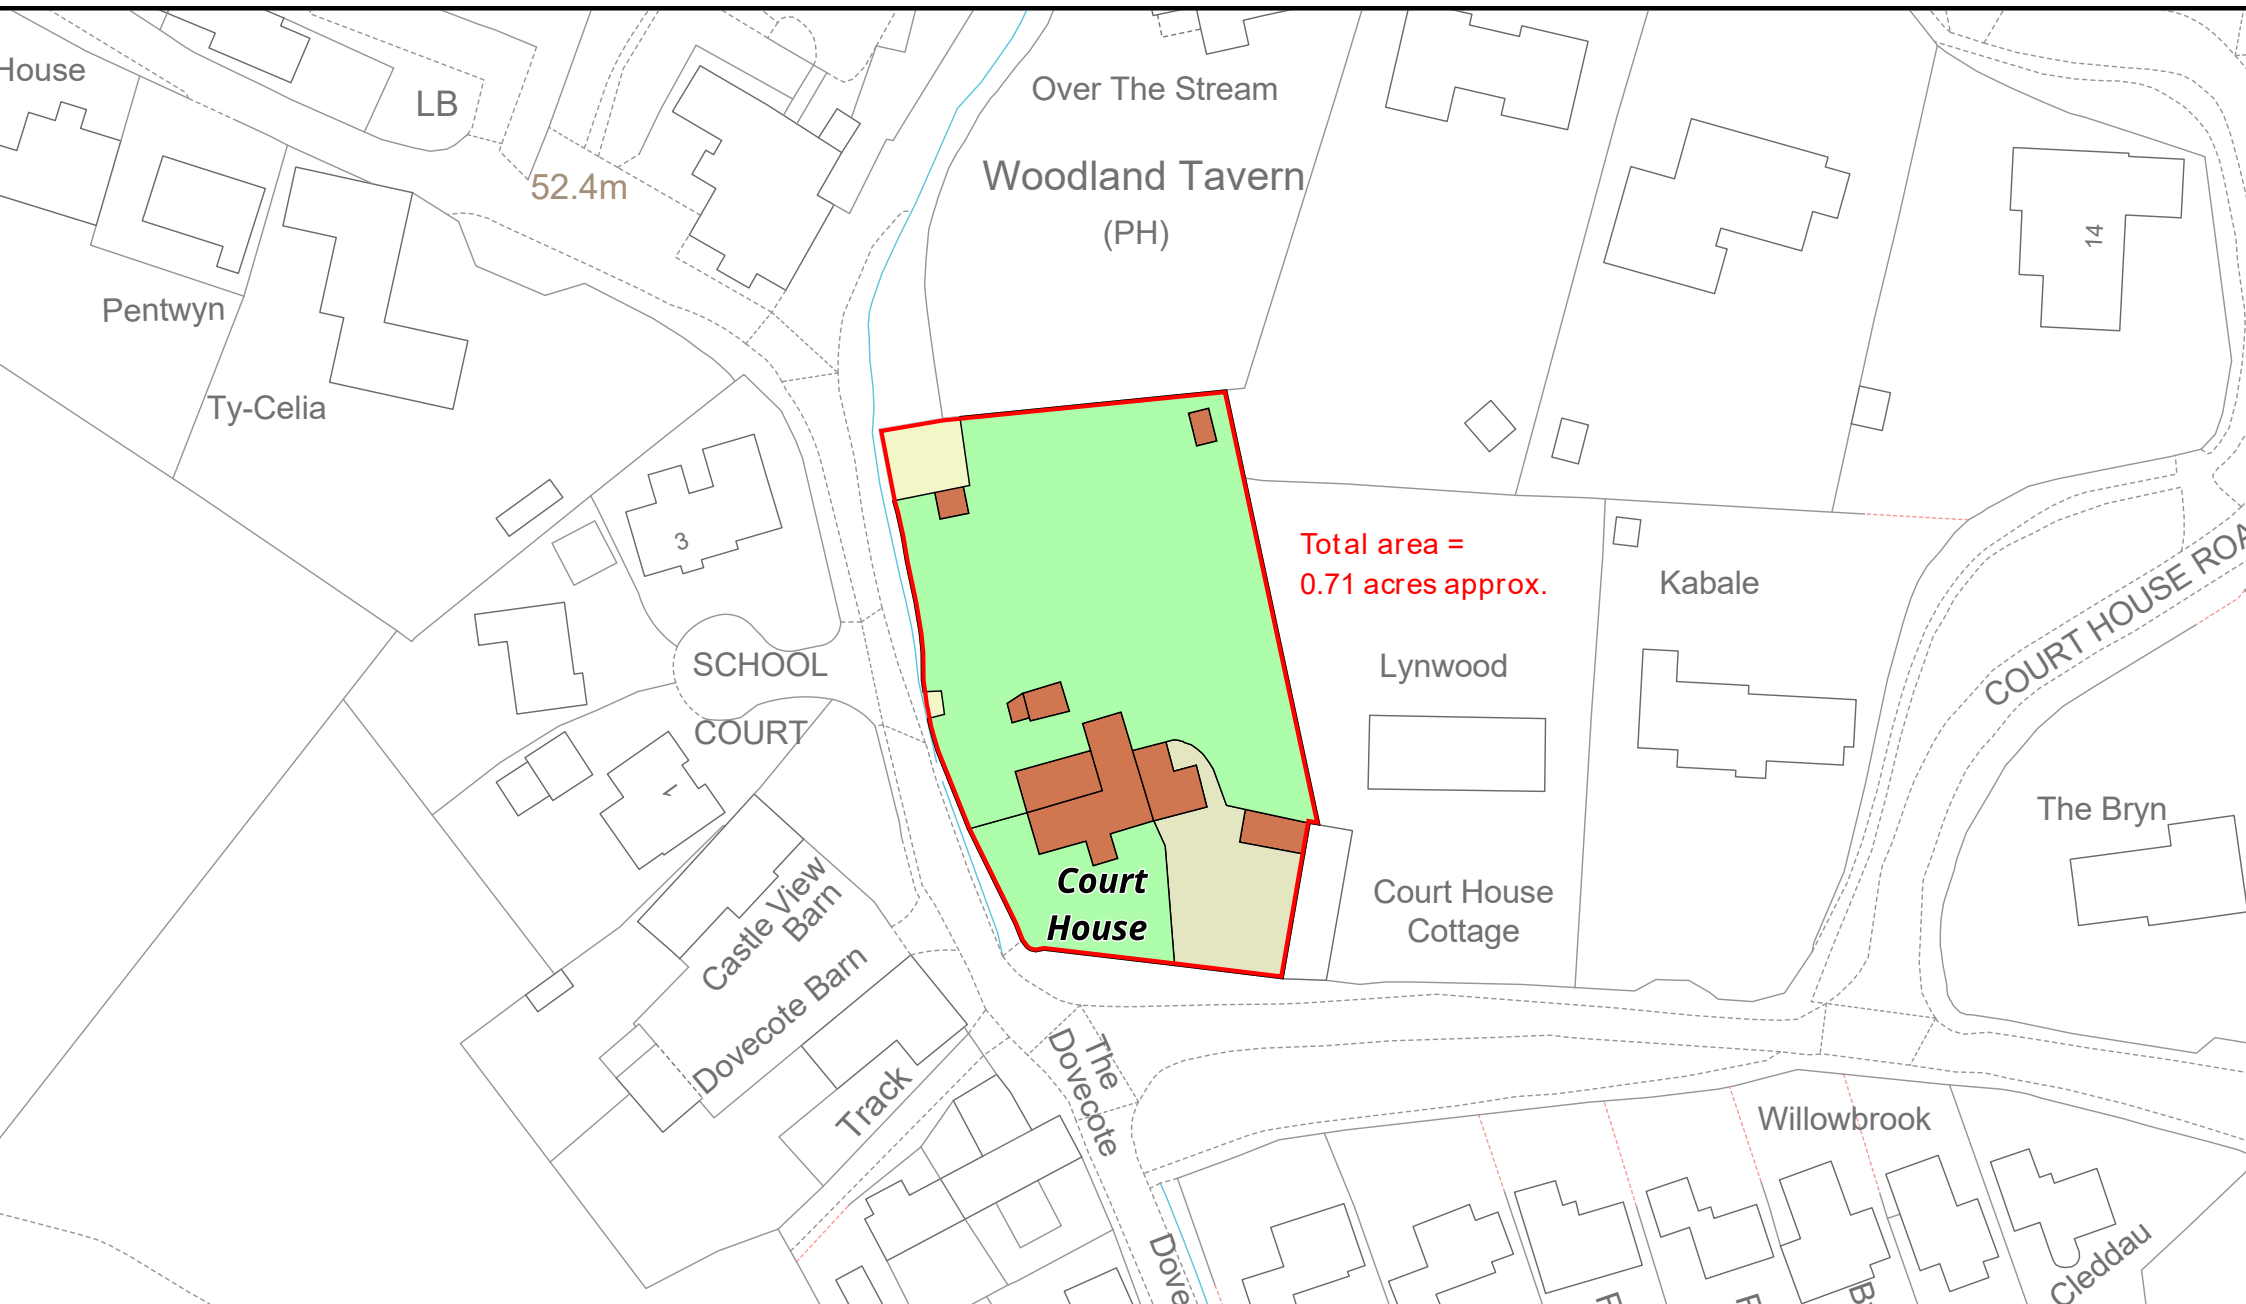 House
LB
Over The Stream
52.4m
Woodland Tavern
(PH)
14
Pentwyn
Ty-Celia
3
Total area =
0.71 acres approx.
Kabale
COURT HOUSE ROA
SCHOOL
Lynwood
COURT
1
The Bryn
Court
House
Court House
Cottage
Castle View
Barn
Dovecote Barn
Track
The
Dovecote
Willowbrook
Dove
Cleddau